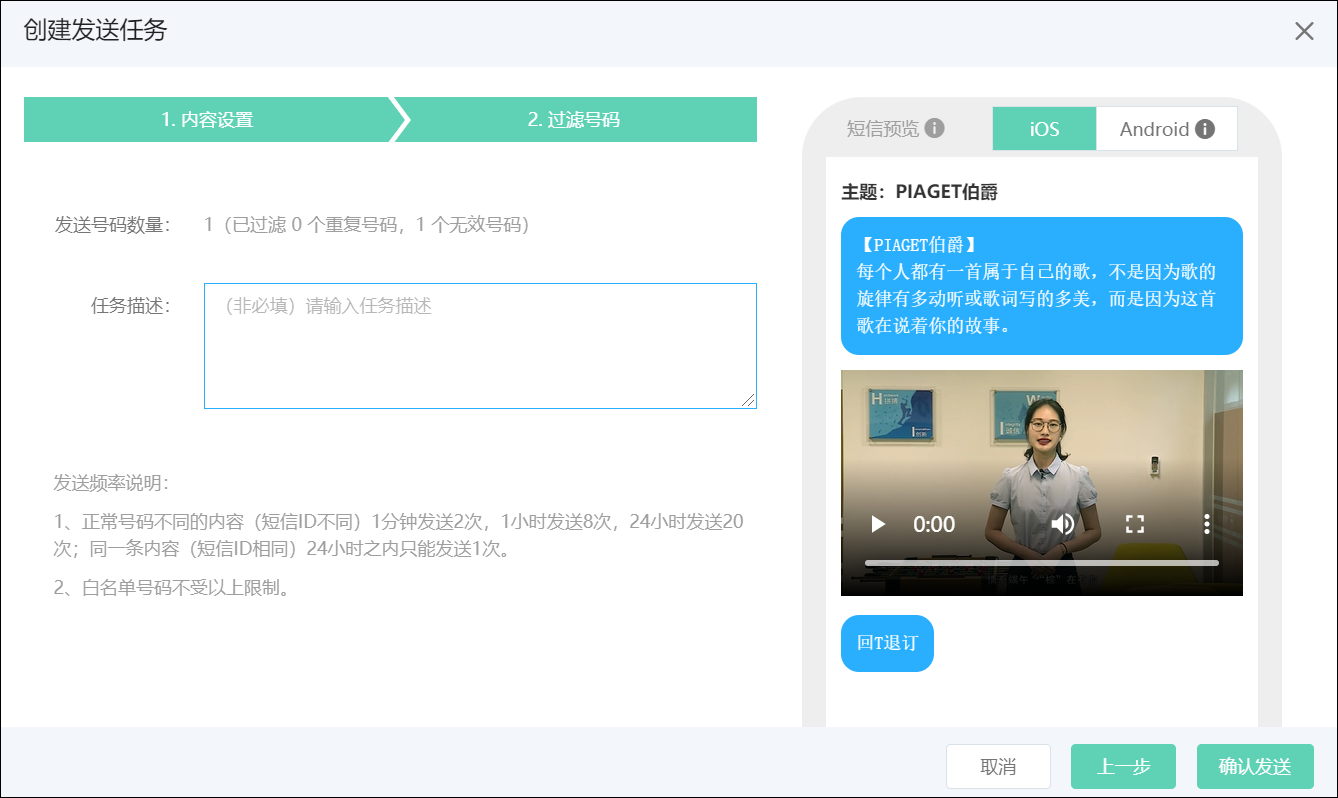 创建发送任务
1. 内容设置
2. 过滤号码
发送号码数量：
1（已过滤 0 个重复号码，1 个无效号码）
任务描述：
（非必填）请输入任务描述
发送频率说明：
1、正常号码不同的内容（短信ID不同）1分钟发送2次，1小时发送8次，24小时发送20
次；同一条内容（短信ID相同）24小时之内只能发送1次。
2、白名单号码不受以上限制。
短信预览
iOS
Android
主题：PIAGET伯爵
【PIAGET伯爵】
每个人都有一首属于自己的歌，不是因为歌的
旋律有多动听或歌词写的多美，而是因为这首
歌在说着你的故事。
H
I
创新
W
I
诚信
0:00
回T退订
取消
上一步
确认发送